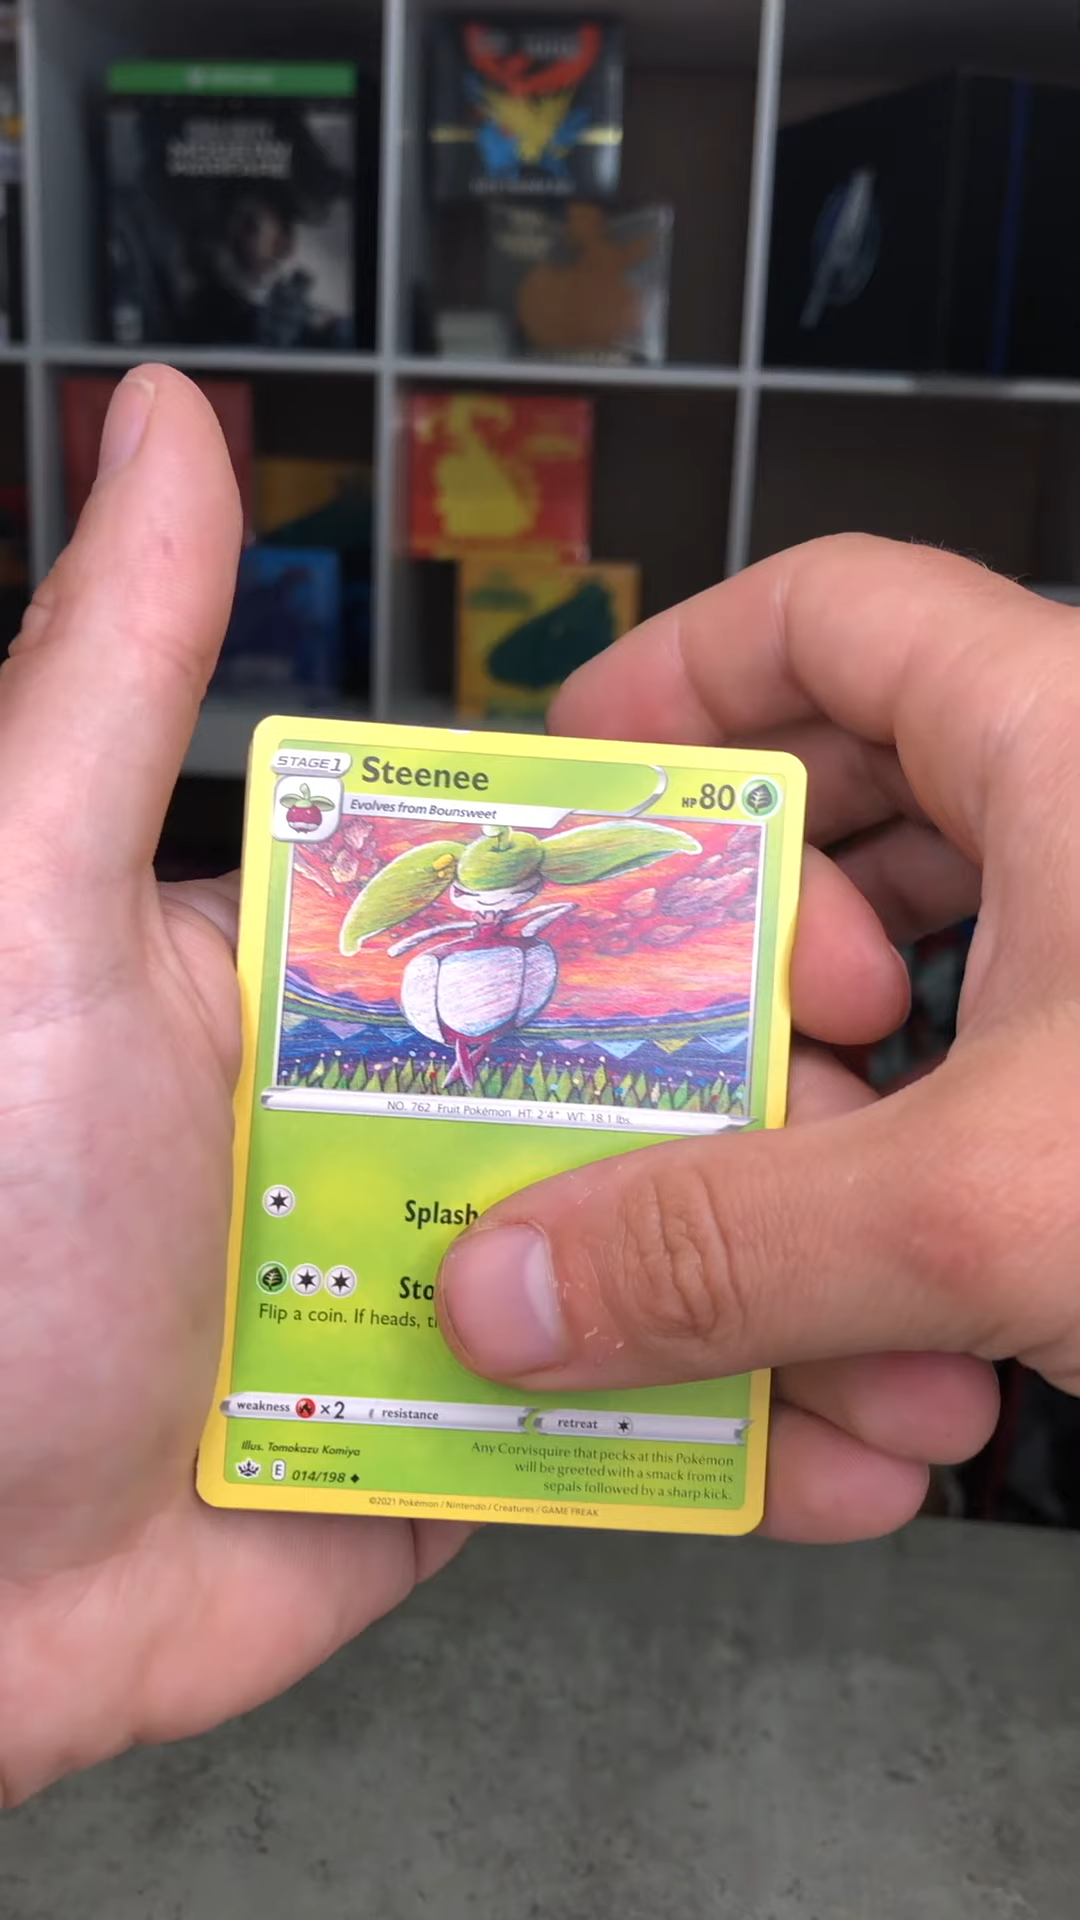 MODERN
WARFARE
STAGE1
Steenee
HP 80
Evolves from Bounsweet
NO. 762 Fruit Pokémon HT: 2'4" WT: 18.1 lbs.
Splash
Sto
Flip a coin. If heads, t
weakness ×2 resistance
retreat
Illus. Tomokazu Komiya
E 014/198
Any Corvisquire that pecks at this Pokémon
will be greeted with a smack from its
sepals followed by a sharp kick.
©2021 Pokémon / Nintendo / Creatures / GAME FREAK